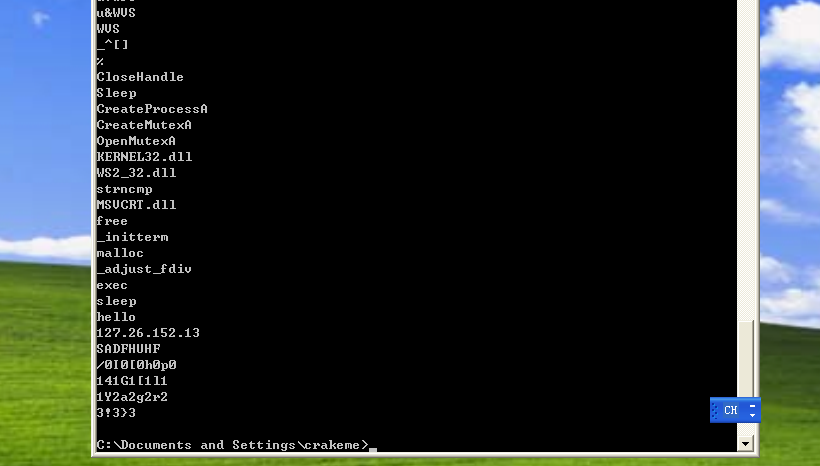 u&WVS
WVS
_^[]
%
CloseHandle
Sleep
CreateProcessA
CreateMutexA
OpenMutexA
KERNEL32.dll
WS2_32.dll
strncmp
MSVCRT.dll
free
_initterm
malloc
_adjust_fdiv
exec
sleep
hello
127.26.152.13
SADFHUHF
/0I0[0h0p0
141G1[1l1
1Y2a2g2r2
3!3>3
C:\Documents and Settings\crakeme>
CH